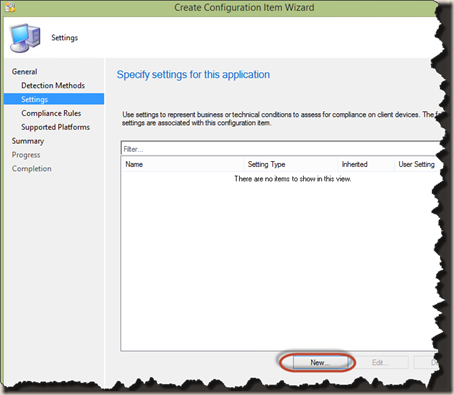 Create Configuration Item Wizard
Settings
General
Detection Methods
Settings
Compliance Rules
Supported Platforms
Summary
Progress
Completion
Specify settings for this application
Use settings to represent business or technical conditions to assess for compliance on client devices. The
settings are associated with this configuration item.
Filter...
Name Setting Type Inherited User Setting
There are no items to show in this view.
New... Edit...